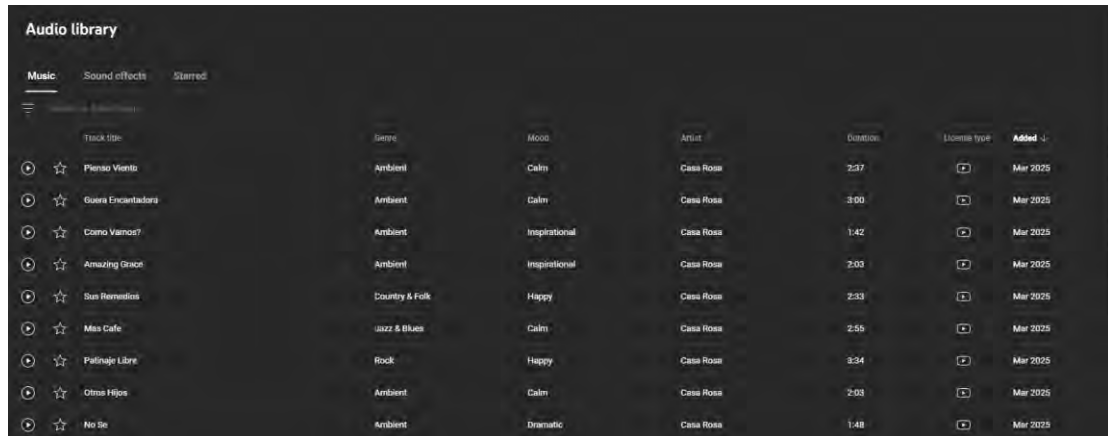 Audio library
Music Sound effects Starred
Track title Genre Mood Artist Duration License type Added ↓
Pienso Viento Ambient Calm Casa Rosa 2:37 Mar 2025
Guera Encantadora Ambient Calm Casa Rosa 3:00 Mar 2025
Como Vamos? Ambient Inspirational Casa Rosa 1:42 Mar 2025
Amazing Grace Ambient Inspirational Casa Rosa 2:03 Mar 2025
Sus Remedios Country & Folk Happy Casa Rosa 2:33 Mar 2025
Mas Cafe Jazz & Blues Calm Casa Rosa 2:55 Mar 2025
Patinaje Libre Rock Happy Casa Rosa 3:34 Mar 2025
Otros Hijos Ambient Calm Casa Rosa 2:03 Mar 2025
No Se Ambient Dramatic Casa Rosa 1:48 Mar 2025